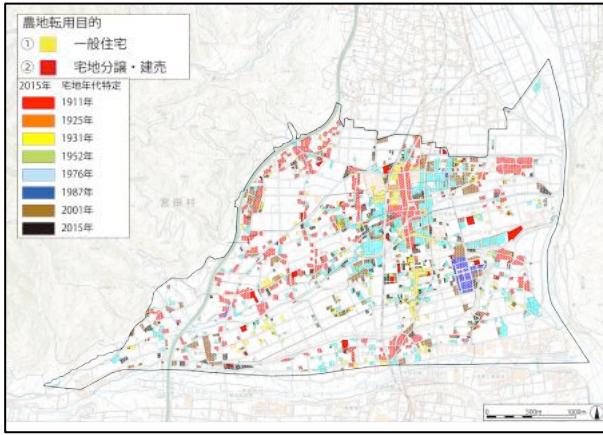 農地転用目的
① 一般住宅
② 宅地分譲・建売
2015年 宅地年代特定
1911年
1925年
1931年
1952年
1976年
1987年
2001年
2015年
宮田村
0 500m 1000m